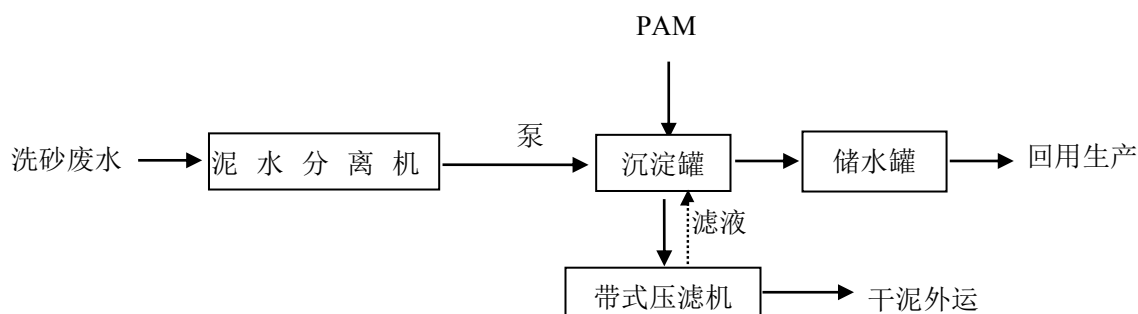 PAM
泵
洗砂废水
泥水分离机
沉淀罐
储水罐
回用生产
滤液
带式压滤机
干泥外运